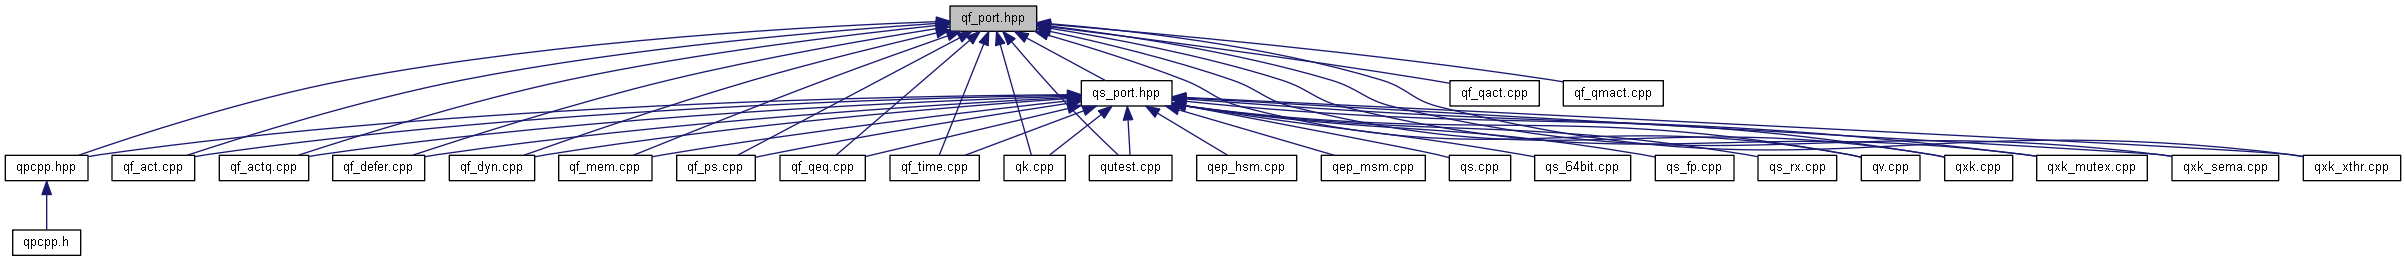 qf_port.hpp
qs_port.hpp
qf_qact.cpp
qf_qmact.cpp
qpcpp.hpp
qf_act.cpp
qf_actq.cpp
qf_defer.cpp
qf_dyn.cpp
qf_mem.cpp
qf_ps.cpp
qf_qeq.cpp
qf_time.cpp
qk.cpp
qutest.cpp
qep_hsm.cpp
qep_msm.cpp
qs.cpp
qs_64bit.cpp
qs_fp.cpp
qs_rx.cpp
qv.cpp
qxk.cpp
qxk_mutex.cpp
qxk_sema.cpp
qxk_xthr.cpp
qpcpp.h